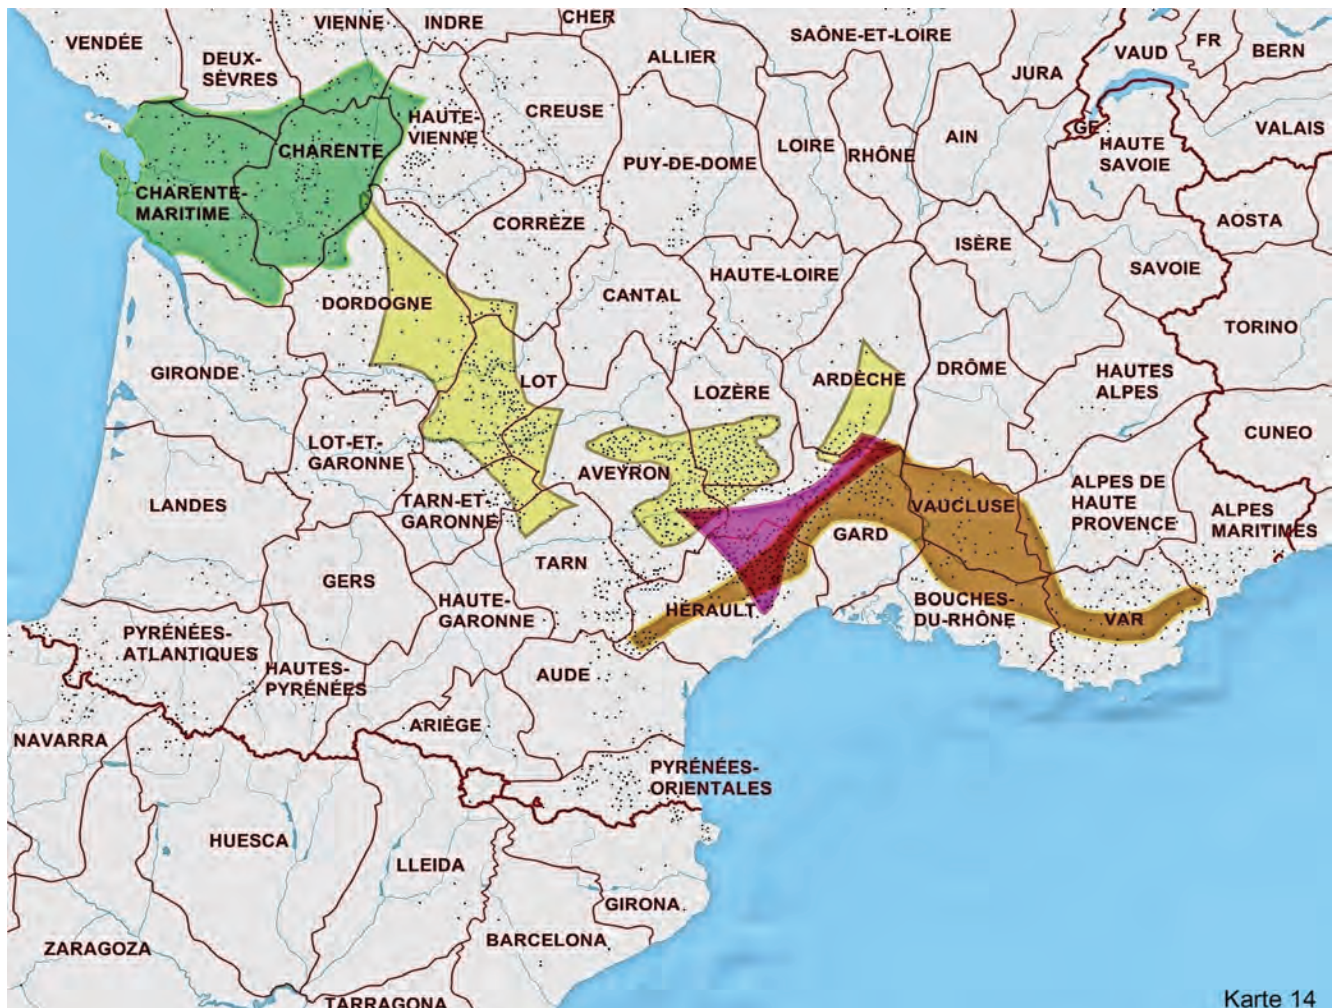 VIENNE
INDRE
CHER
VENDÉE
DEUX-
SÈVRES
ALLIER
SAÔNE-ET-LOIRE
JURA
VAUD
FR
BERN
HAUTE-
VIENNE
CREUSE
CHARENTE
PUY-DE-DOME
LOIRE
RHÔNE
AIN
GE
HAUTE
SAVOIE
VALAIS
CHARENTE-
MARITIME
CORRÈZE
ISÈRE
AOSTA
SAVOIE
DORDOGNE
CANTAL
HAUTE-LOIRE
TORINO
GIRONDE
LOT
LOZÈRE
ARDÈCHE
DRÔME
HAUTES
ALPES
LOT-ET-
GARONNE
AVEYRON
CUNEO
LANDES
TARN-ET-
GARONNE
VAUCLUSE
ALPES DE
HAUTE
PROVENCE
ALPES
MARITIMES
GARD
TARN
GERS
HAUTE-
GARONNE
HÉRAULT
BOUCHES-
DU-RHÔNE
VAR
PYRÉNÉES-
ATLANTIQUES
HAUTES-
PYRÉNÉES
AUDE
ARIÈGE
NAVARRA
PYRÉNÉES-
ORIENTALES
HUESCA
LLEIDA
GIRONA
BARCELONA
ZARAGOZA
TARRAGONA
Karte 14